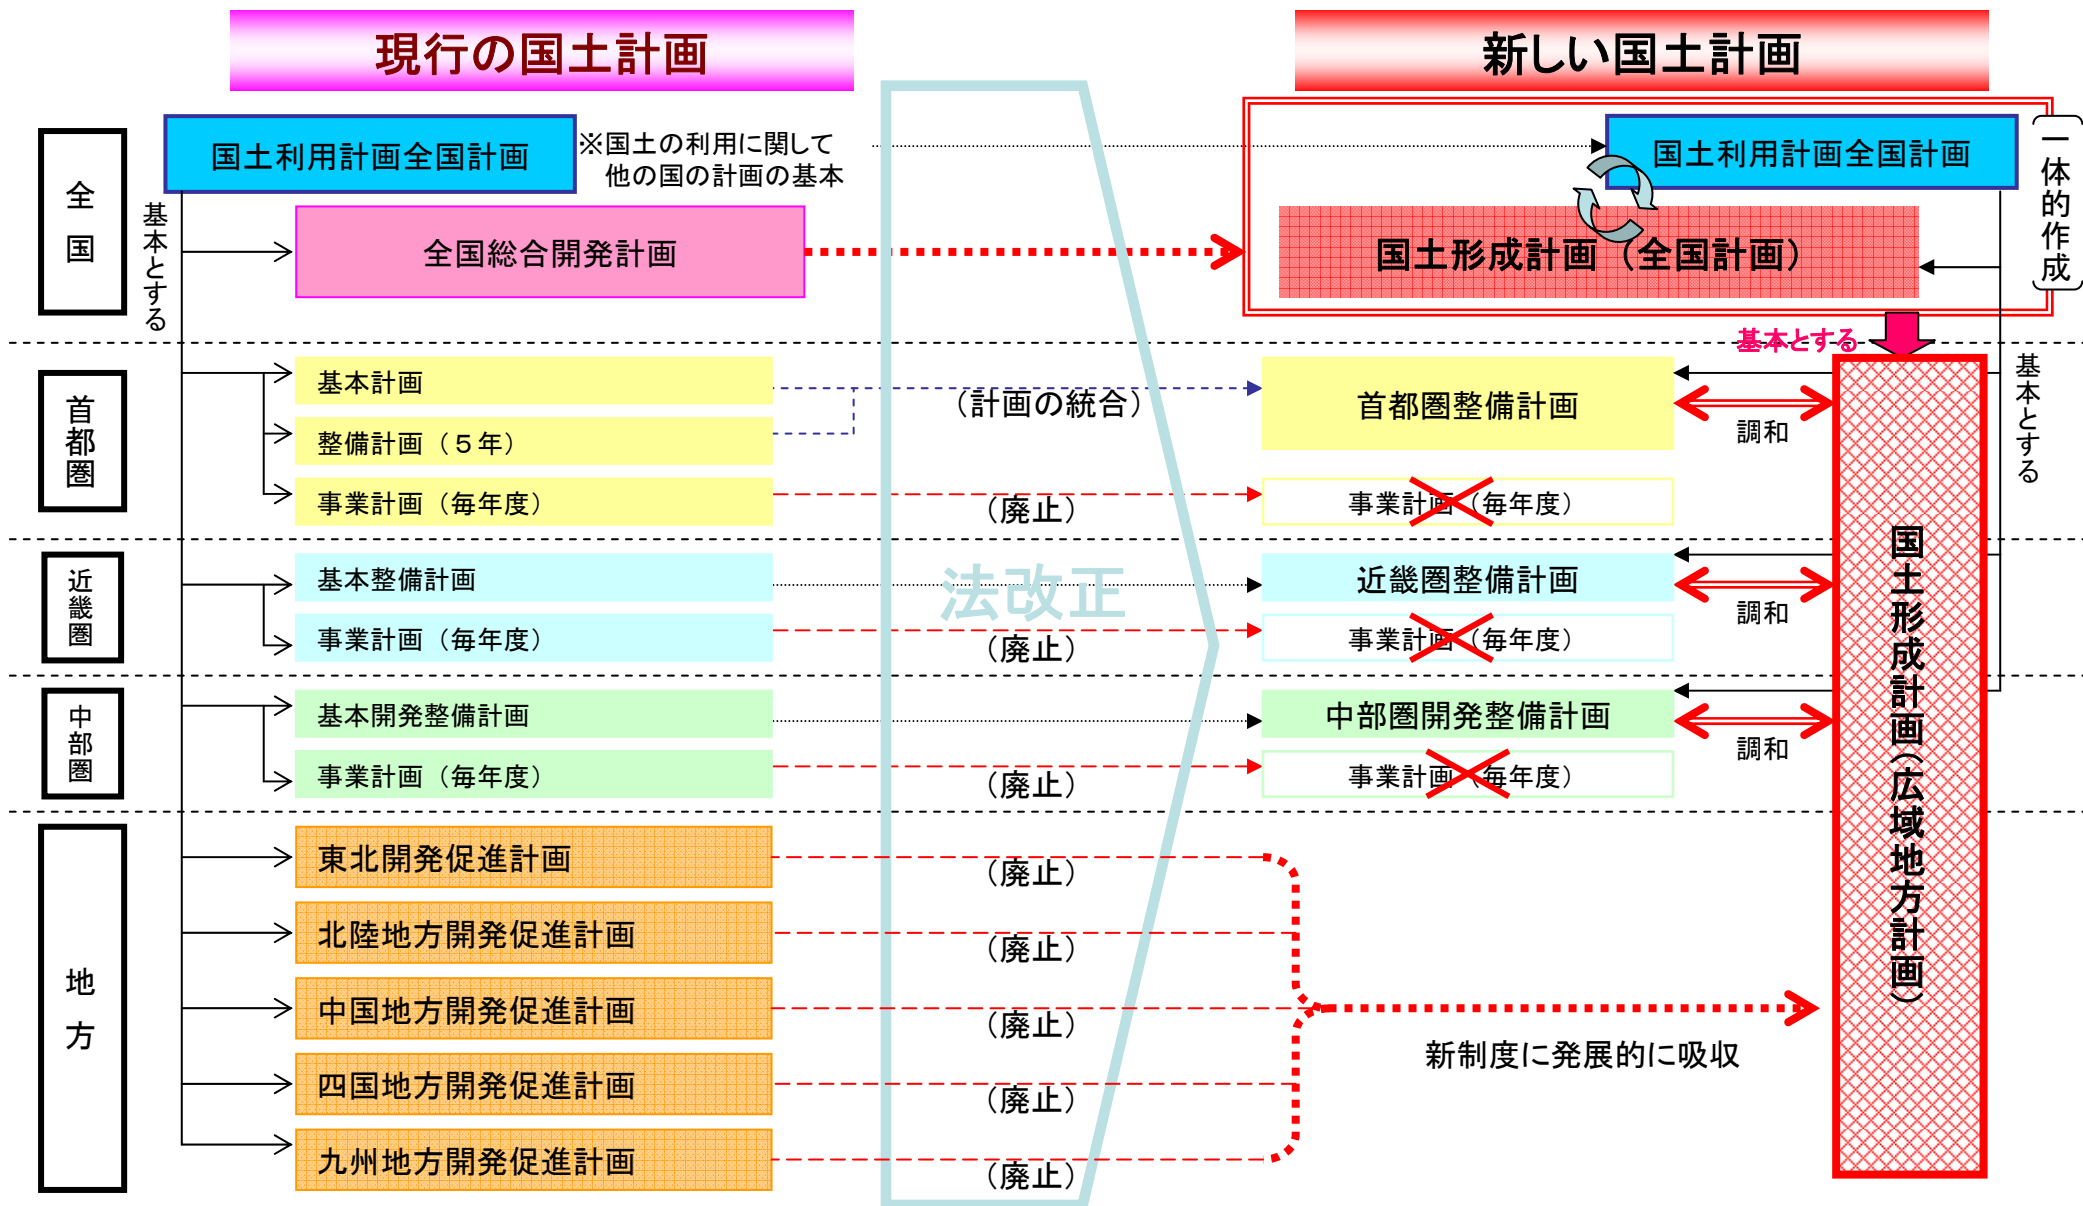 現行の国土計画
新しい国土計画
全国
国土利用計画全国計画
※国土の利用に関して
他の国の計画の基本
国土利用計画全国計画
一体的作成
基本とする
全国総合開発計画
国土形成計画（全国計画）
基本とする
首都圏
基本計画
整備計画（５年）
事業計画（毎年度）
（計画の統合）
（廃止）
首都圏整備計画
事業計画（毎年度）
調和
基本とする
近畿圏
基本整備計画
事業計画（毎年度）
法改正
（廃止）
近畿圏整備計画
事業計画（毎年度）
調和
国土形成計画（広域地方計画）
中部圏
基本開発整備計画
事業計画（毎年度）
（廃止）
中部圏開発整備計画
事業計画（毎年度）
調和
地方
東北開発促進計画
（廃止）
北陸地方開発促進計画
（廃止）
中国地方開発促進計画
（廃止）
新制度に発展的に吸収
四国地方開発促進計画
（廃止）
九州地方開発促進計画
（廃止）